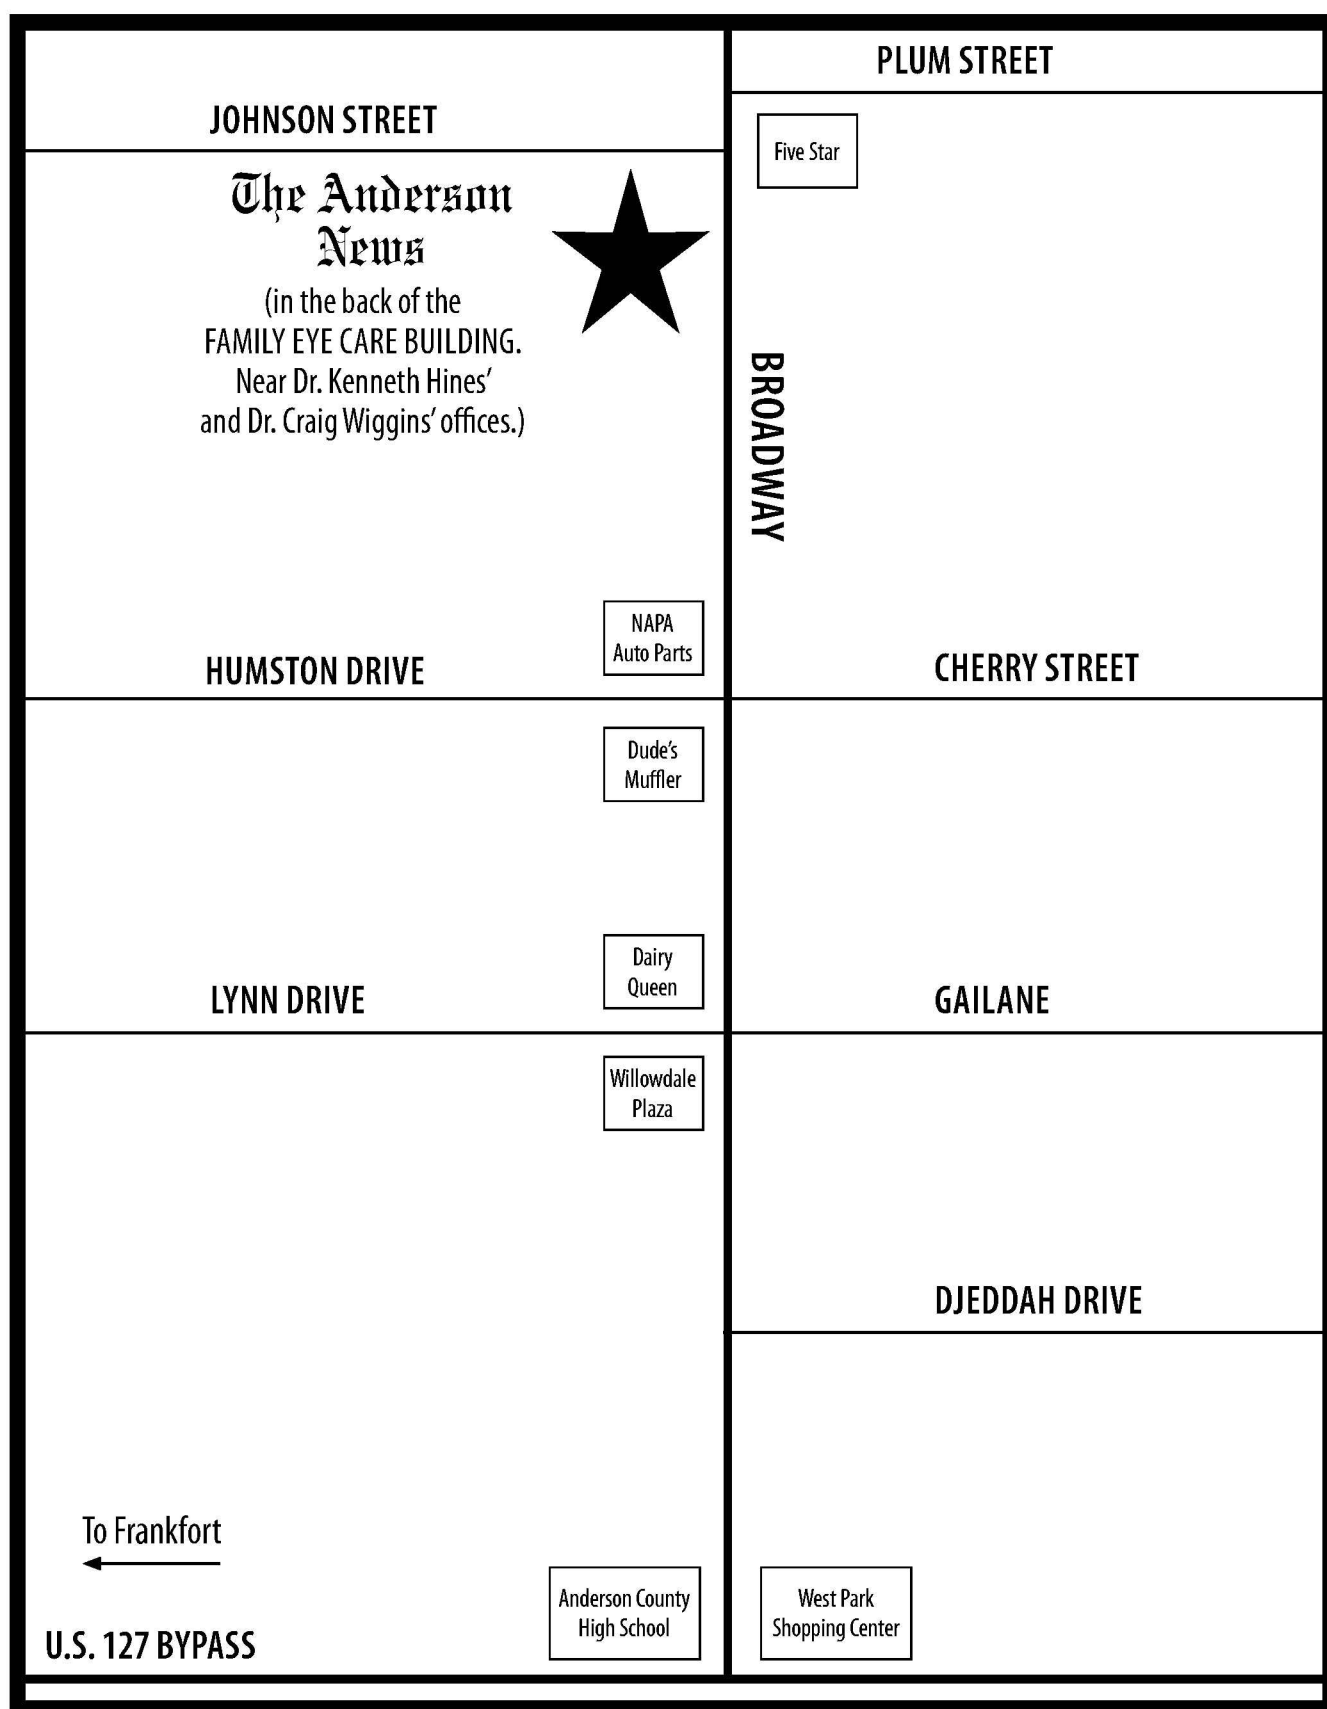 PLUM STREET
JOHNSON STREET
Five Star
The Anderson
News
(in the back of the
FAMILY EYE CARE BUILDING.
Near Dr. Kenneth Hines’
and Dr. Craig Wiggins’ offices.)
BROADWAY
NAPA
Auto Parts
HUMSTON DRIVE
CHERRY STREET
Dude’s
Muffler
Dairy
Queen
LYNN DRIVE
GAILANE
Willowdale
Plaza
DJEDDAH DRIVE
To Frankfort
Anderson County
High School
West Park
Shopping Center
U.S. 127 BYPASS